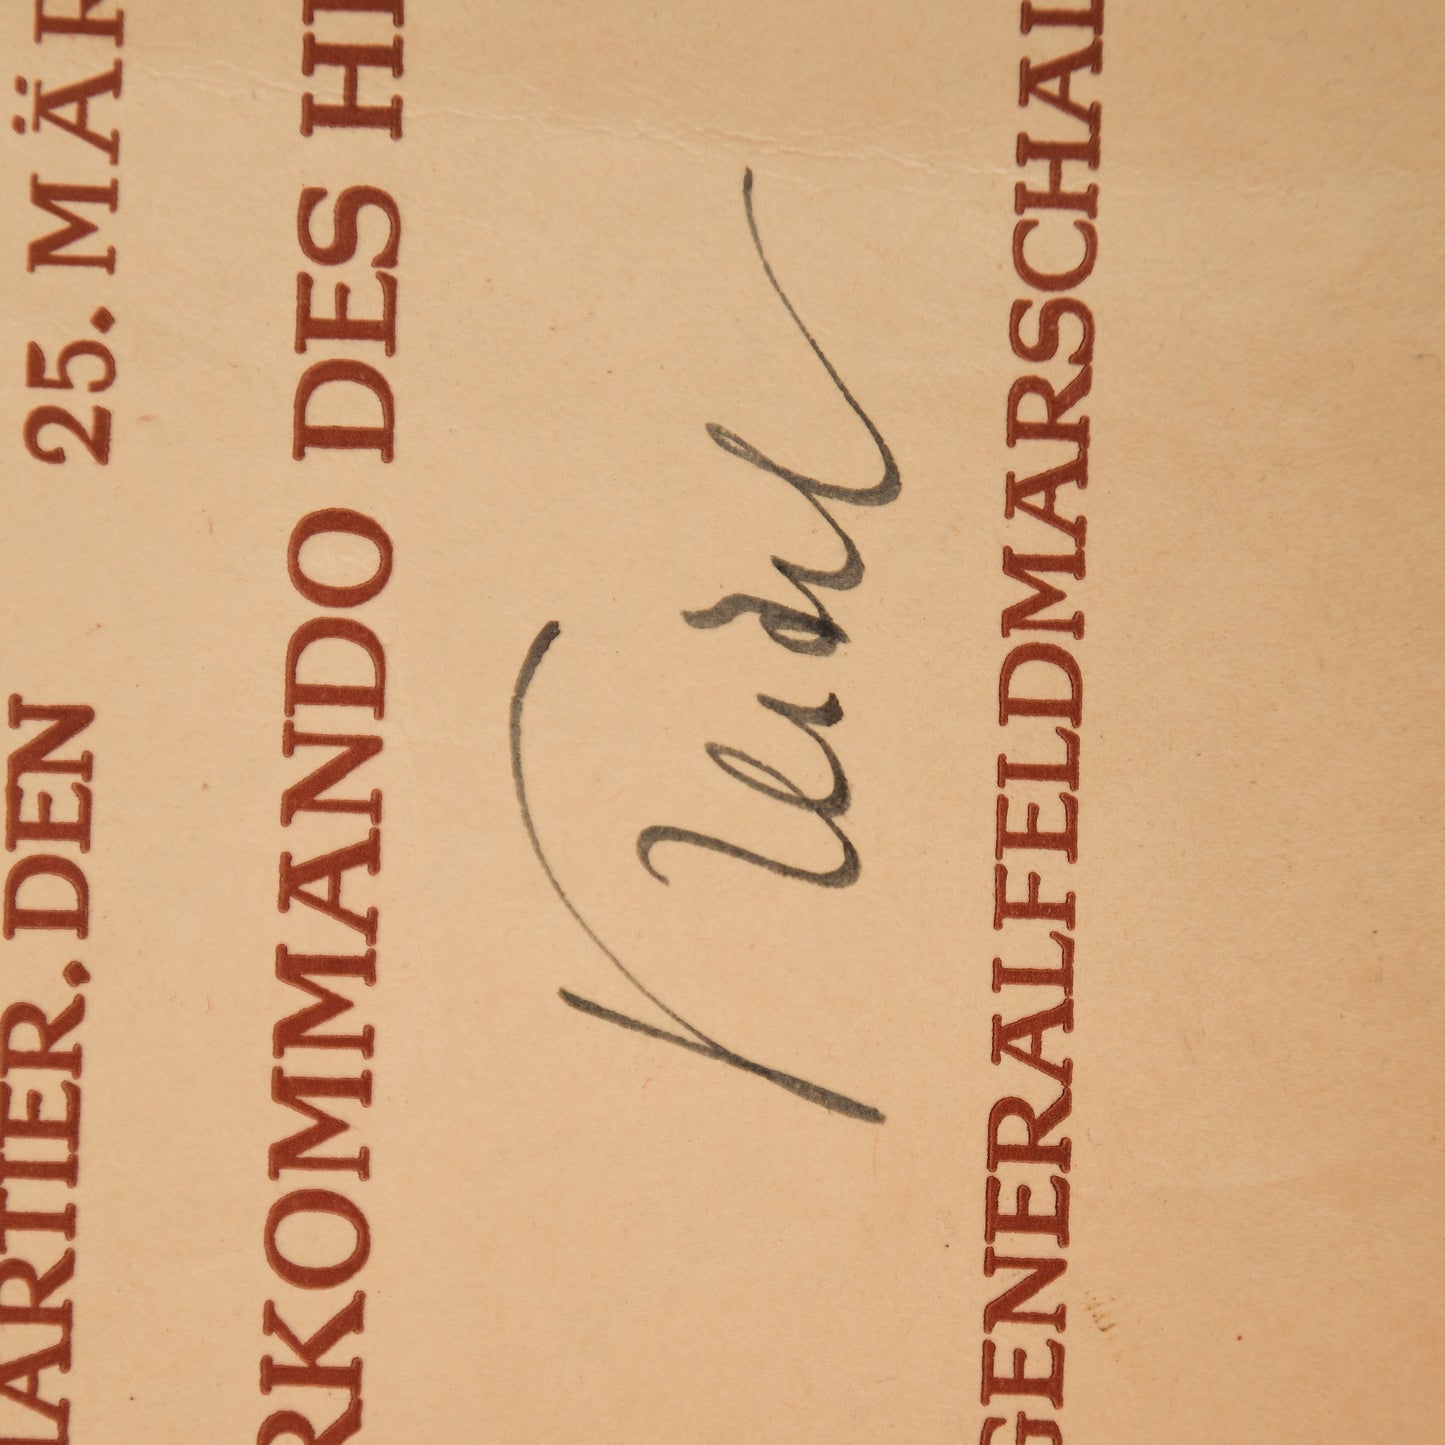 ARTIER. DEN 25. MÄR
RKOMMANDO DES HE
Keitel
GENERALFELDMARSCHAL